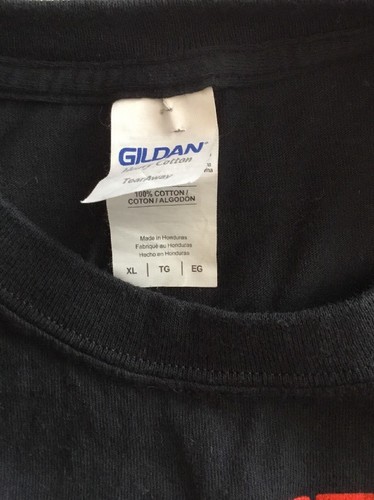 GILDAN
Heavy Cotton
TearAway
100% COTTON/
COTON/ALGODON
Made in Honduras
Fabriqué au Honduras
Hecho en Honduras
XL | TG | EG